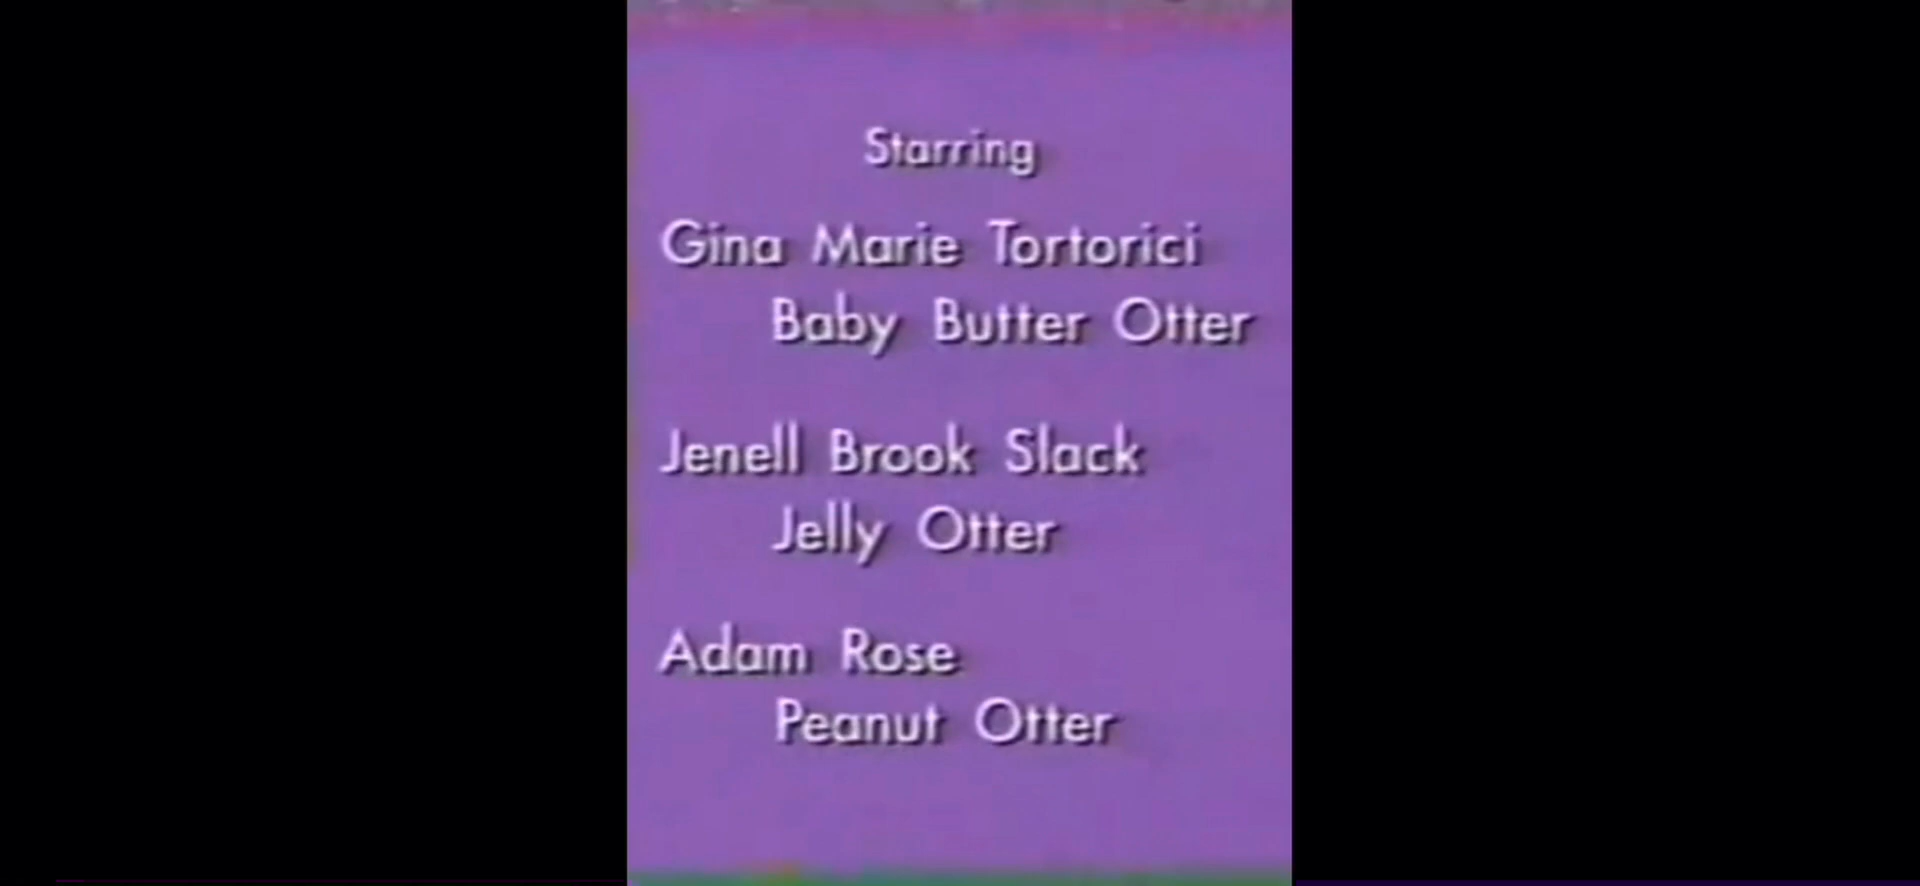 Starring
Gina Marie Tortorici
Baby Butter Otter
Jenell Brook Slack
Jelly Otter
Adam Rose
Peanut Otter